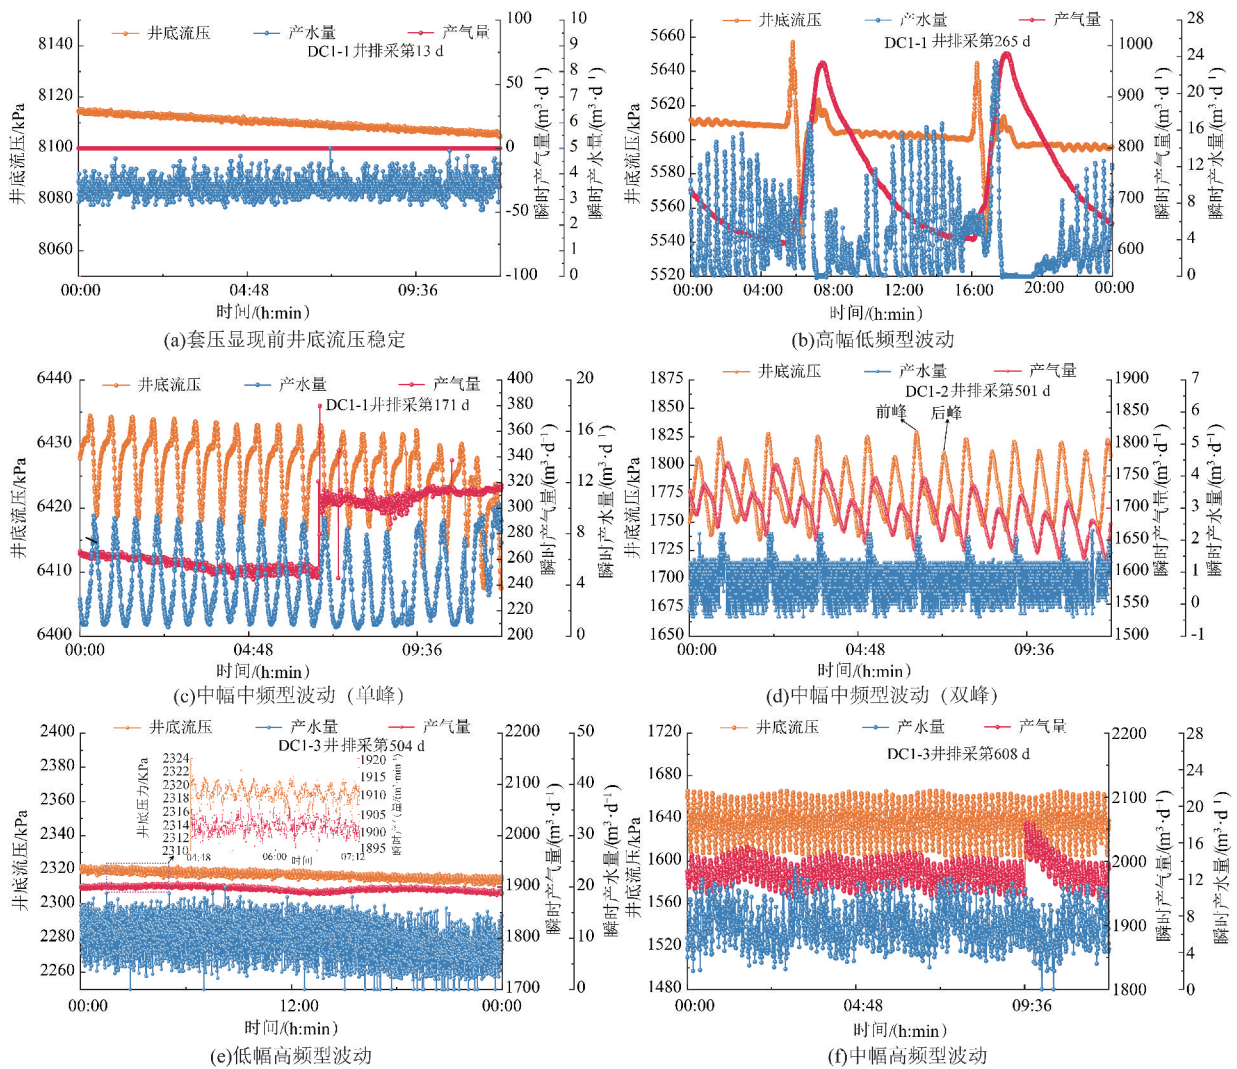 井底流压 产水量 产气量
DC1-1井排采第13 d
8140
8120
8100
8080
8060
井底流压/kPa
100
50
0
-50
-100
瞬时产气量/(m³·d⁻¹)
10
9
8
7
6
5
4
3
2
1
0
瞬时产水量/(m³·d⁻¹)
00:00 04:48 09:36
时间/(h:min)
(a)套压显现前井底流压稳定
井底流压 产水量 产气量
DC1-1 井排采第265 d
5660
5640
5620
5600
5580
5560
5540
5520
井底流压/kPa
1000
900
800
700
600
瞬时产气量/(m³·d⁻¹)
28
24
20
16
12
8
4
0
瞬时产水量/(m³·d⁻¹)
00:00 04:00 08:00 12:00 16:00 20:00 00:00
时间/(h:min)
(b)高幅低频型波动
井底流压 产水量 产气量
DC1-1井排采第171 d
6440
6430
6420
6410
6400
井底流压/kPa
400
380
360
340
320
300
280
260
240
220
200
瞬时产气量/(m³·d⁻¹)
20
16
12
8
4
0
瞬时产水量/(m³·d⁻¹)
00:00 04:48 09:36
时间/(h:min)
(c)中幅中频型波动（单峰）
井底流压 产水量 产气量
DC1-2井排采第501 d
前峰 后峰
1875
1850
1825
1800
1775
1750
1725
1700
1675
1650
井底流压/kPa
1900
1850
1800
1750
1700
1650
1600
1550
1500
瞬时产气量/(m³·d⁻¹)
7
6
5
4
3
2
1
0
-1
瞬时产水量/(m³·d⁻¹)
00:00 04:48 09:36
时间/(h:min)
(d)中幅中频型波动（双峰）
井底流压 产水量 产气量
DC1-3井排采第504 d
2400
2380
2360
2340
2320
2300
2280
2260
井底流压/kPa
2324
2322
2320
2318
2316
2314
2312
2310
井底压力/KPa
1920
1915
1910
1905
1900
1895
04:48 06:00 07:12
时间
2200
2100
2000
1900
1800
1700
瞬时产气量/(m³·d⁻¹)
50
40
30
20
10
0
瞬时产水量/(m³·d⁻¹)
00:00 12:00 00:00
时间/(h:min)
(e)低幅高频型波动
井底流压 产水量 产气量
DC1-3井排采第608 d
1720
1680
1640
1600
1560
1520
1480
井底流压/kPa
2200
2100
2000
1900
1800
瞬时产气量/(m³·d⁻¹)
28
24
20
16
12
8
4
0
瞬时产水量/(m³·d⁻¹)
00:00 04:48 09:36
时间/(h:min)
(f)中幅高频型波动